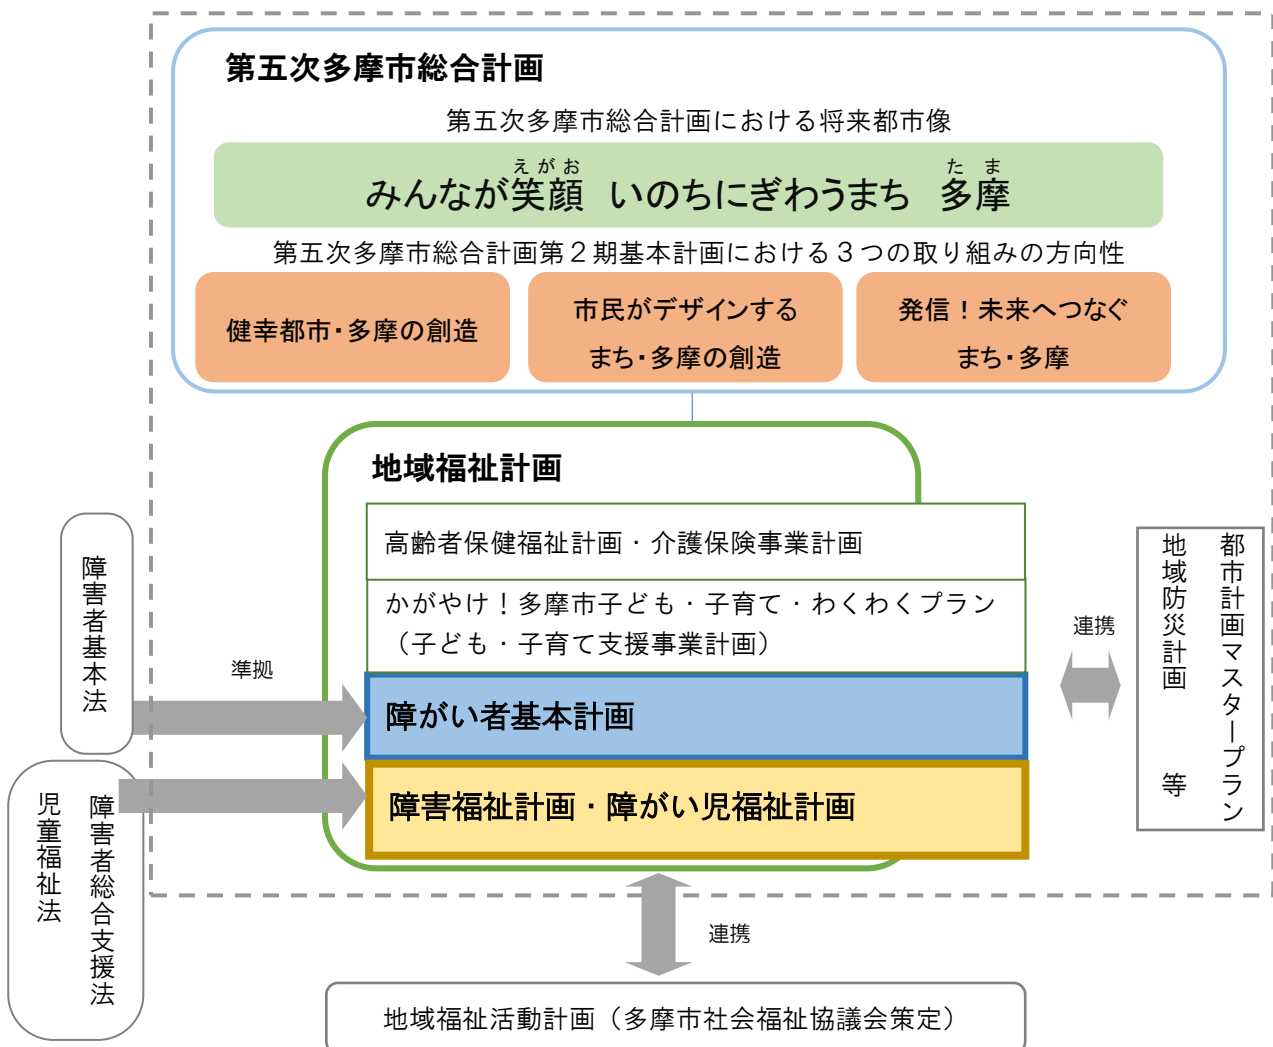 第五次多摩市総合計画
第五次多摩市総合計画における将来都市像
えがお たま
みんなが笑顔 いのちにぎわうまち 多摩
第五次多摩市総合計画第２期基本計画における３つの取り組みの方向性
健幸都市・多摩の創造
市民がデザインする
まち・多摩の創造
発信！未来へつなぐ
まち・多摩
地域福祉計画
高齢者保健福祉計画・介護保険事業計画
かがやけ！多摩市子ども・子育て・わくわくプラン
（子ども・子育て支援事業計画）
障がい者基本計画
障害福祉計画・障がい児福祉計画
障害者基本法
準拠
障害者総合支援法
児童福祉法
連携
都市計画マスタープラン
地域防災計画 等
連携
地域福祉活動計画（多摩市社会福祉協議会策定）